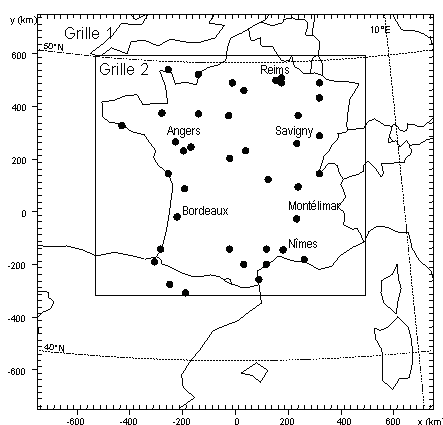 y (km)
600
400
200
0
-200
-400
-600
Grille 1
10°E
50°N
Grille 2
Reims
Angers
Savigny
Bordeaux
Montélimar
Nîmes
40°N
-600
-400
-200
0
200
400
600
x (km)